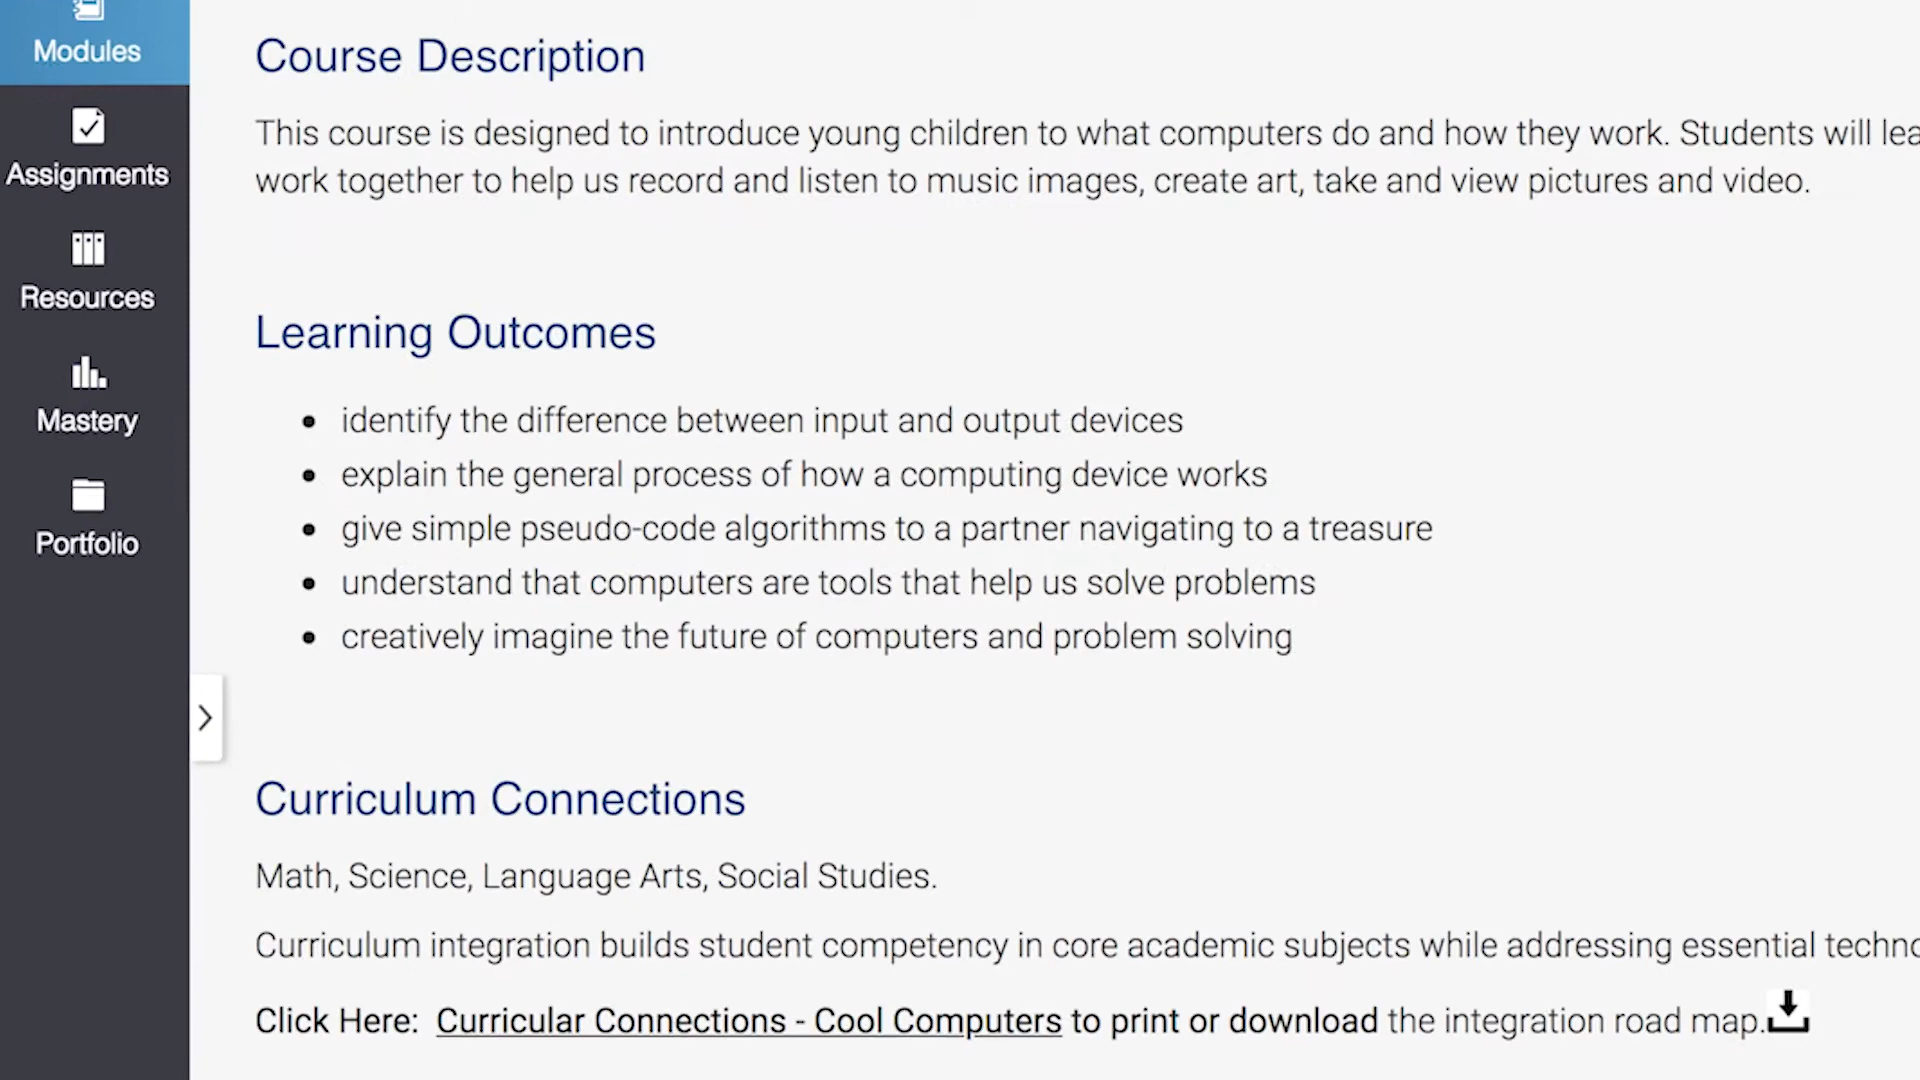 Modules
Assignments
Resources
Mastery
Portfolio
Course Description
This course is designed to introduce young children to what computers do and how they work. Students will
work together to help us record and listen to music images, create art, take and view pictures and video.
Learning Outcomes
identify the difference between input and output devices
explain the general process of how a computing device works
give simple pseudo-code algorithms to a partner navigating to a treasure
understand that computers are tools that help us solve problems
creatively imagine the future of computers and problem solving
Curriculum Connections
Math, Science, Language Arts, Social Studies.
Curriculum integration builds student competency in core academic subjects while addressing essential
Click Here: Curricular Connections - Cool Computers to print or download the integration road map.